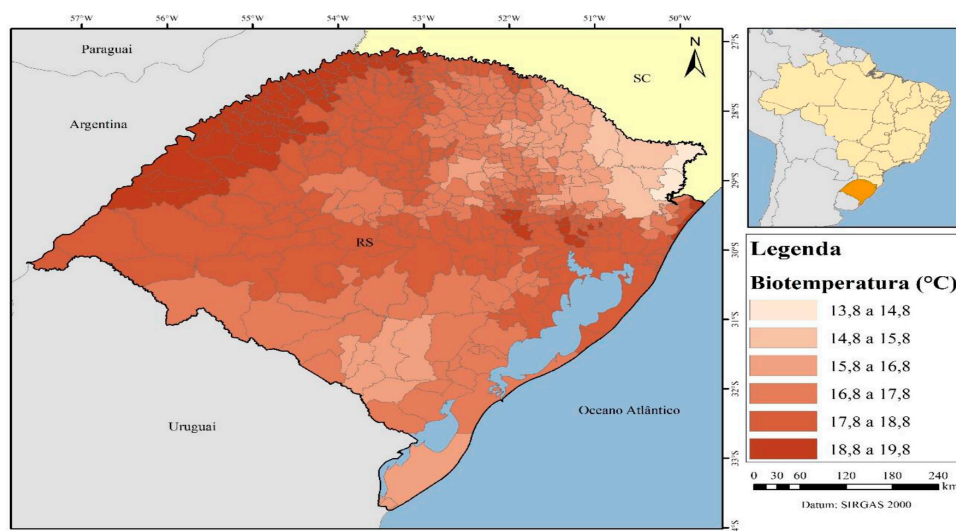 57°W 56°W 55°W 54°W 53°W 52°W 51°W 50°W
Paraguai
N
27°S
SC
Argentina
28°S
29°S
RS
30°S
31°S
Oceano Atlântico
32°S
Uruguai
33°S
34°S
Legenda
Biotemperatura (°C)
13,8 a 14,8
14,8 a 15,8
15,8 a 16,8
16,8 a 17,8
17,8 a 18,8
18,8 a 19,8
0 30 60 120 180 240
km
Datum: SIRGAS 2000